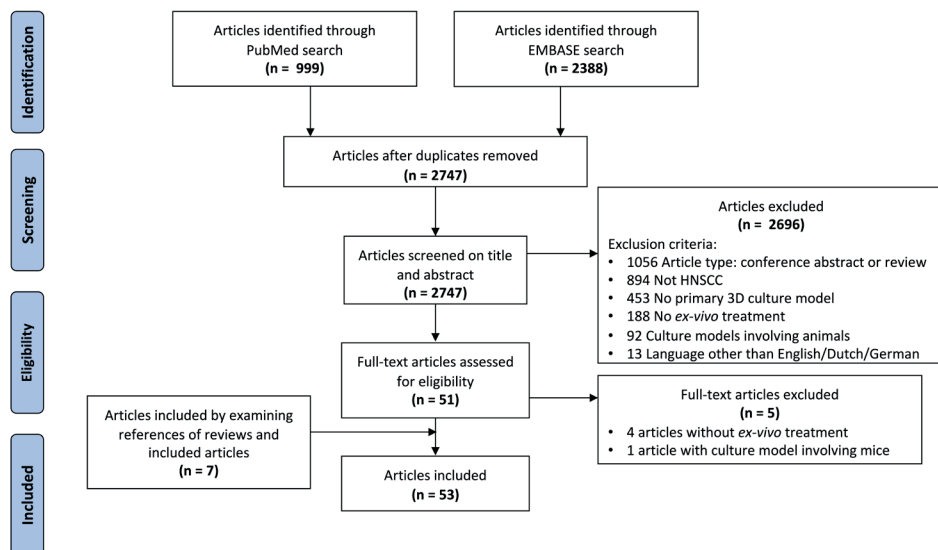 Identification
Articles identified through
PubMed search
(n = 999)
Articles identified through
EMBASE search
(n = 2388)
Articles after duplicates removed
(n = 2747)
Screening
Articles screened on title
and abstract
(n = 2747)
Articles excluded
(n = 2696)
Exclusion criteria:
• 1056 Article type: conference abstract or review
• 894 Not HNSCC
• 453 No primary 3D culture model
• 188 No ex-vivo treatment
• 92 Culture models involving animals
• 13 Language other than English/Dutch/German
Eligibility
Full-text articles assessed
for eligibility
(n = 51)
Full-text articles excluded
(n = 5)
• 4 articles without ex-vivo treatment
• 1 article with culture model involving mice
Articles included by examining
references of reviews and
included articles
(n = 7)
Included
Articles included
(n = 53)